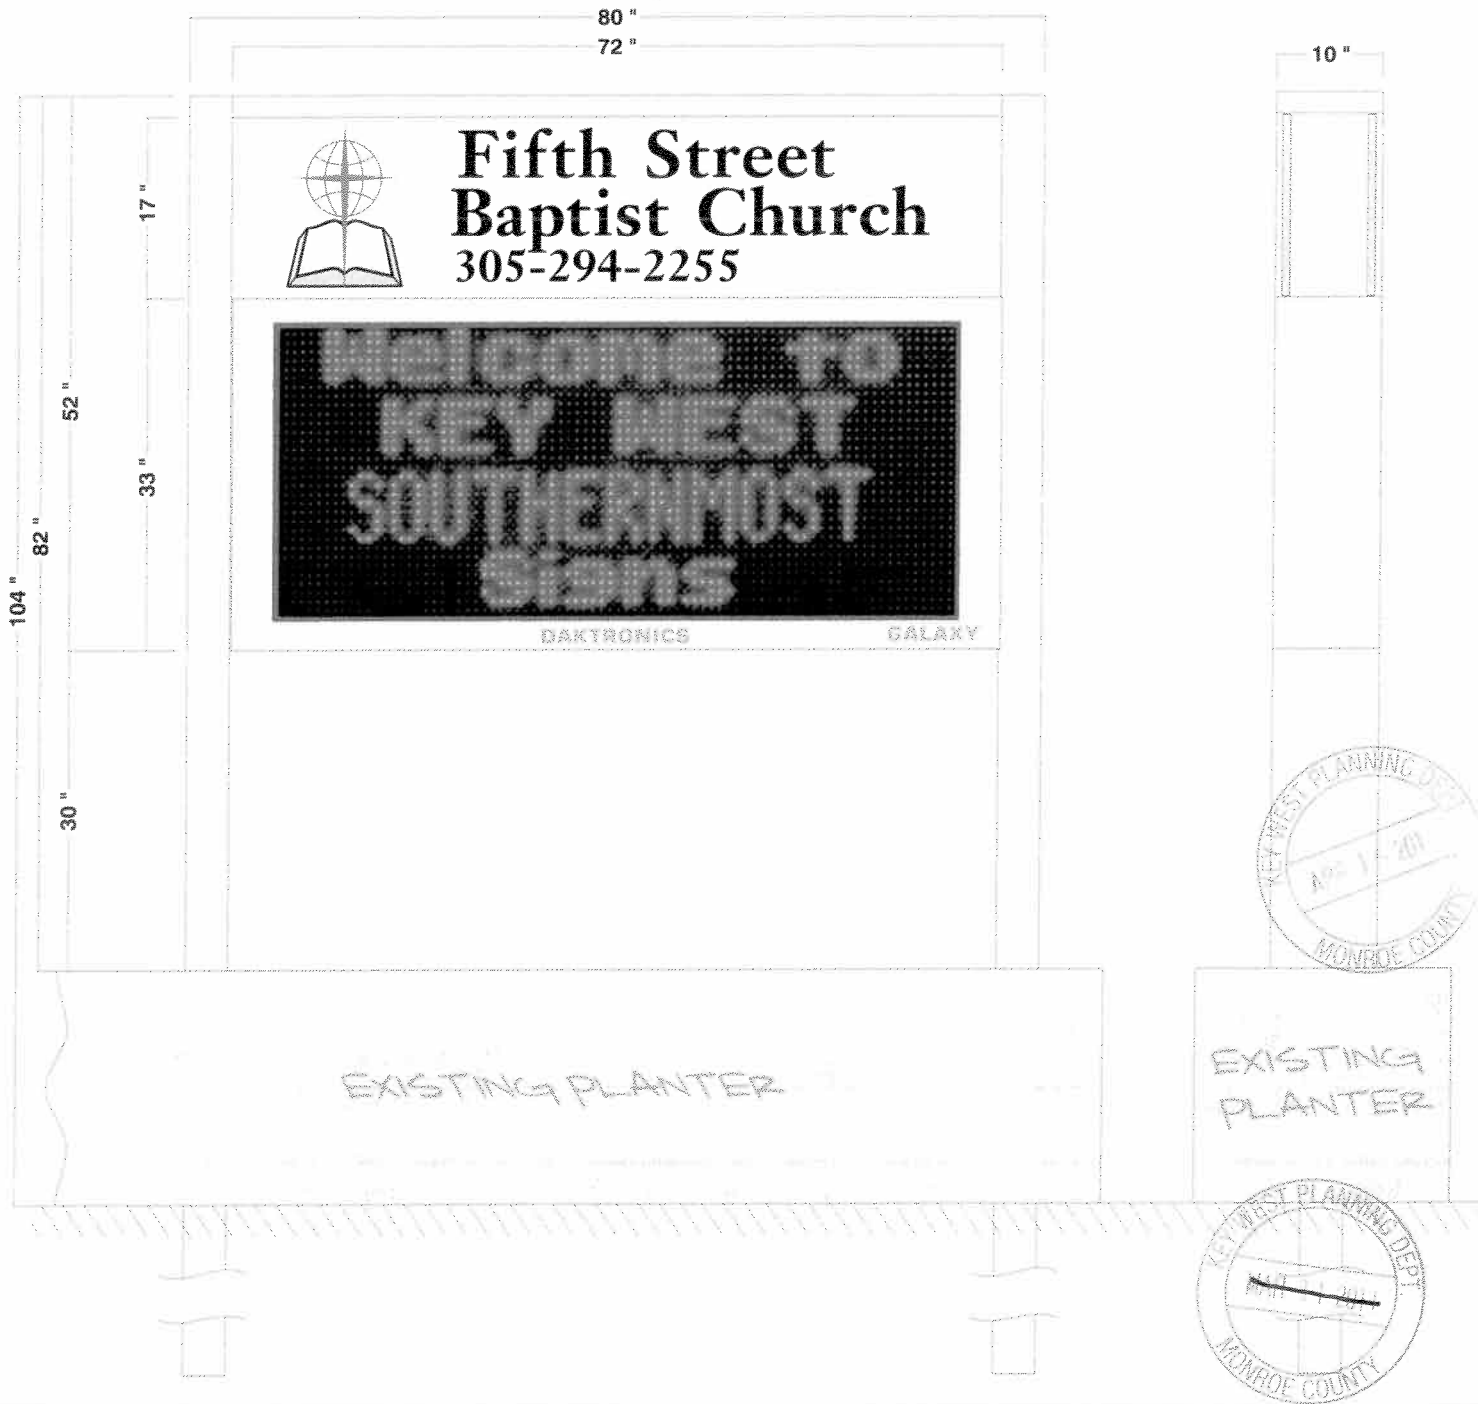 80 "
72 "
10 "
17 "
52 "
33 "
82 "
104 "
30 "
Fifth Street
Baptist Church
305-294-2255
Welcome to
KEY WEST
SOUTHERNMOST
Signs
DAKTRONICS GALAXY
KEY WEST PLANNING
MONROE COUNTY
EXISTING PLANTER
EXISTING
PLANTER
KEY WEST PLANNING DEPT
MONROE COUNTY